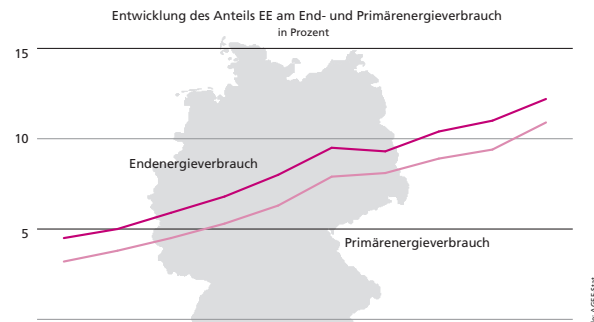 Entwicklung des Anteils EE am End- und Primärenergieverbrauch
in Prozent
15
10
Endenergieverbrauch
5
Primärenergieverbrauch